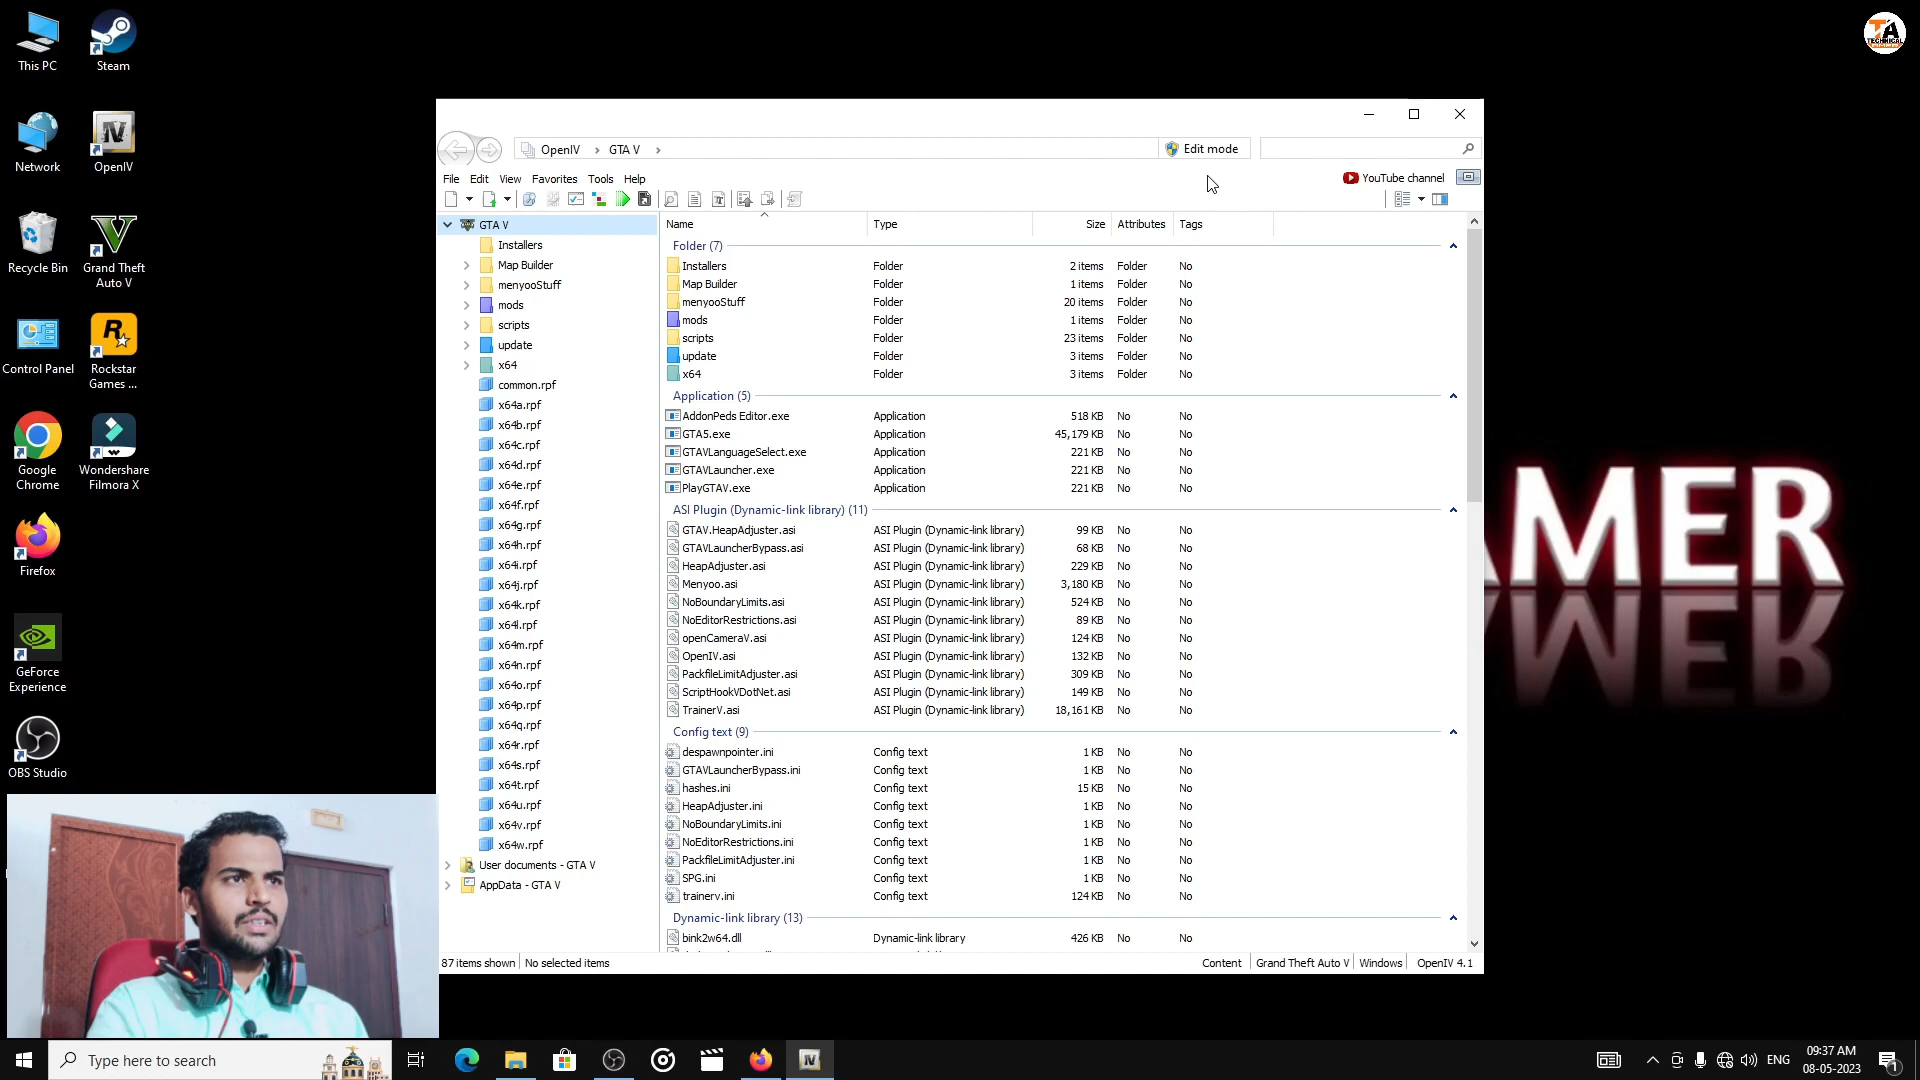 This PC
Steam
Network
OpenIV
Recycle Bin
Grand Theft
Auto V
Control Panel
Rockstar
Games ...
Google
Chrome
Wondershare
Filmora X
Firefox
GeForce
Experience
OBS Studio
TA
TECHNICAL
AMER
OpenIV › GTA V ›
Edit mode
File Edit View Favorites Tools Help
YouTube channel
GTA V
Installers
Map Builder
menyooStuff
mods
scripts
update
x64
common.rpf
x64a.rpf
x64b.rpf
x64c.rpf
x64d.rpf
x64e.rpf
x64f.rpf
x64g.rpf
x64h.rpf
x64i.rpf
x64j.rpf
x64k.rpf
x64l.rpf
x64m.rpf
x64n.rpf
x64o.rpf
x64p.rpf
x64q.rpf
x64r.rpf
x64s.rpf
x64t.rpf
x64u.rpf
x64v.rpf
x64w.rpf
User documents - GTA V
AppData - GTA V
Name Type Size Attributes Tags
Folder (7)
Installers Folder 2 items Folder No
Map Builder Folder 1 items Folder No
menyooStuff Folder 20 items Folder No
mods Folder 1 items Folder No
scripts Folder 23 items Folder No
update Folder 3 items Folder No
x64 Folder 3 items Folder No
Application (5)
AddonPeds Editor.exe Application 518 KB No No
GTA5.exe Application 45,179 KB No No
GTAVLanguageSelect.exe Application 221 KB No No
GTAVLauncher.exe Application 221 KB No No
PlayGTAV.exe Application 221 KB No No
ASI Plugin (Dynamic-link library) (11)
GTAV.HeapAdjuster.asi ASI Plugin (Dynamic-link library) 99 KB No No
GTAVLauncherBypass.asi ASI Plugin (Dynamic-link library) 68 KB No No
HeapAdjuster.asi ASI Plugin (Dynamic-link library) 229 KB No No
Menyoo.asi ASI Plugin (Dynamic-link library) 3,180 KB No No
NoBoundaryLimits.asi ASI Plugin (Dynamic-link library) 524 KB No No
NoEditorRestrictions.asi ASI Plugin (Dynamic-link library) 89 KB No No
openCameraV.asi ASI Plugin (Dynamic-link library) 124 KB No No
OpenIV.asi ASI Plugin (Dynamic-link library) 132 KB No No
PackfileLimitAdjuster.asi ASI Plugin (Dynamic-link library) 309 KB No No
ScriptHookVDotNet.asi ASI Plugin (Dynamic-link library) 149 KB No No
TrainerV.asi ASI Plugin (Dynamic-link library) 18,161 KB No No
Config text (9)
despawnpointer.ini Config text 1 KB No No
GTAVLauncherBypass.ini Config text 1 KB No No
hashes.ini Config text 15 KB No No
HeapAdjuster.ini Config text 1 KB No No
NoBoundaryLimits.ini Config text 1 KB No No
NoEditorRestrictions.ini Config text 1 KB No No
PackfileLimitAdjuster.ini Config text 1 KB No No
SPG.ini Config text 1 KB No No
trainerv.ini Config text 124 KB No No
Dynamic-link library (13)
bink2w64.dll Dynamic-link library 426 KB No No
87 items shown No selected items
Content Grand Theft Auto V Windows OpenIV 4.1
Type here to search
ENG
09:37 AM
08-05-2023
1